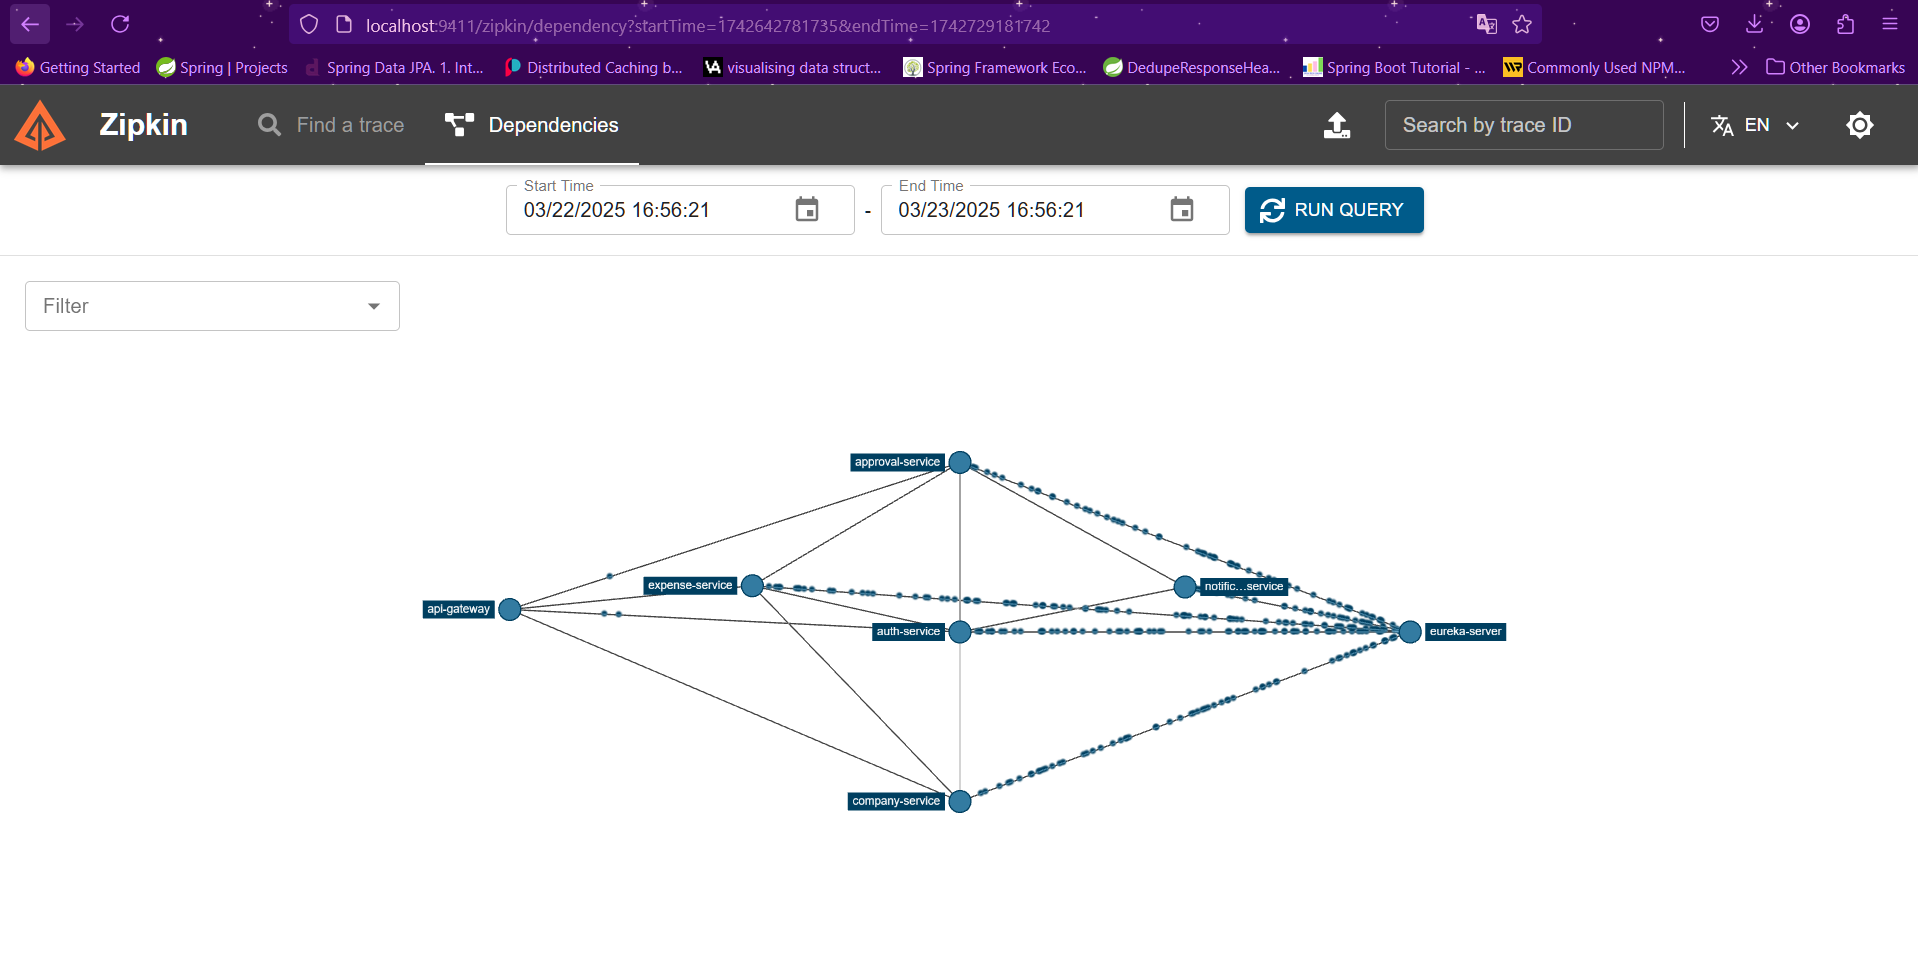 localhost:9411/zipkin/dependency?startTime=1742642781735&endTime=1742729181742
Getting Started
Spring | Projects
Spring Data JPA. 1. Int...
Distributed Caching b...
visualising data struct...
Spring Framework Eco...
DedupeResponseHea...
Spring Boot Tutorial - ...
Commonly Used NPM...
Other Bookmarks
Zipkin
Find a trace
Dependencies
Search by trace ID
EN
Start Time
03/22/2025 16:56:21
-
End Time
03/23/2025 16:56:21
RUN QUERY
Filter
approval-service
expense-service
notific...service
api-gateway
auth-service
eureka-server
company-service